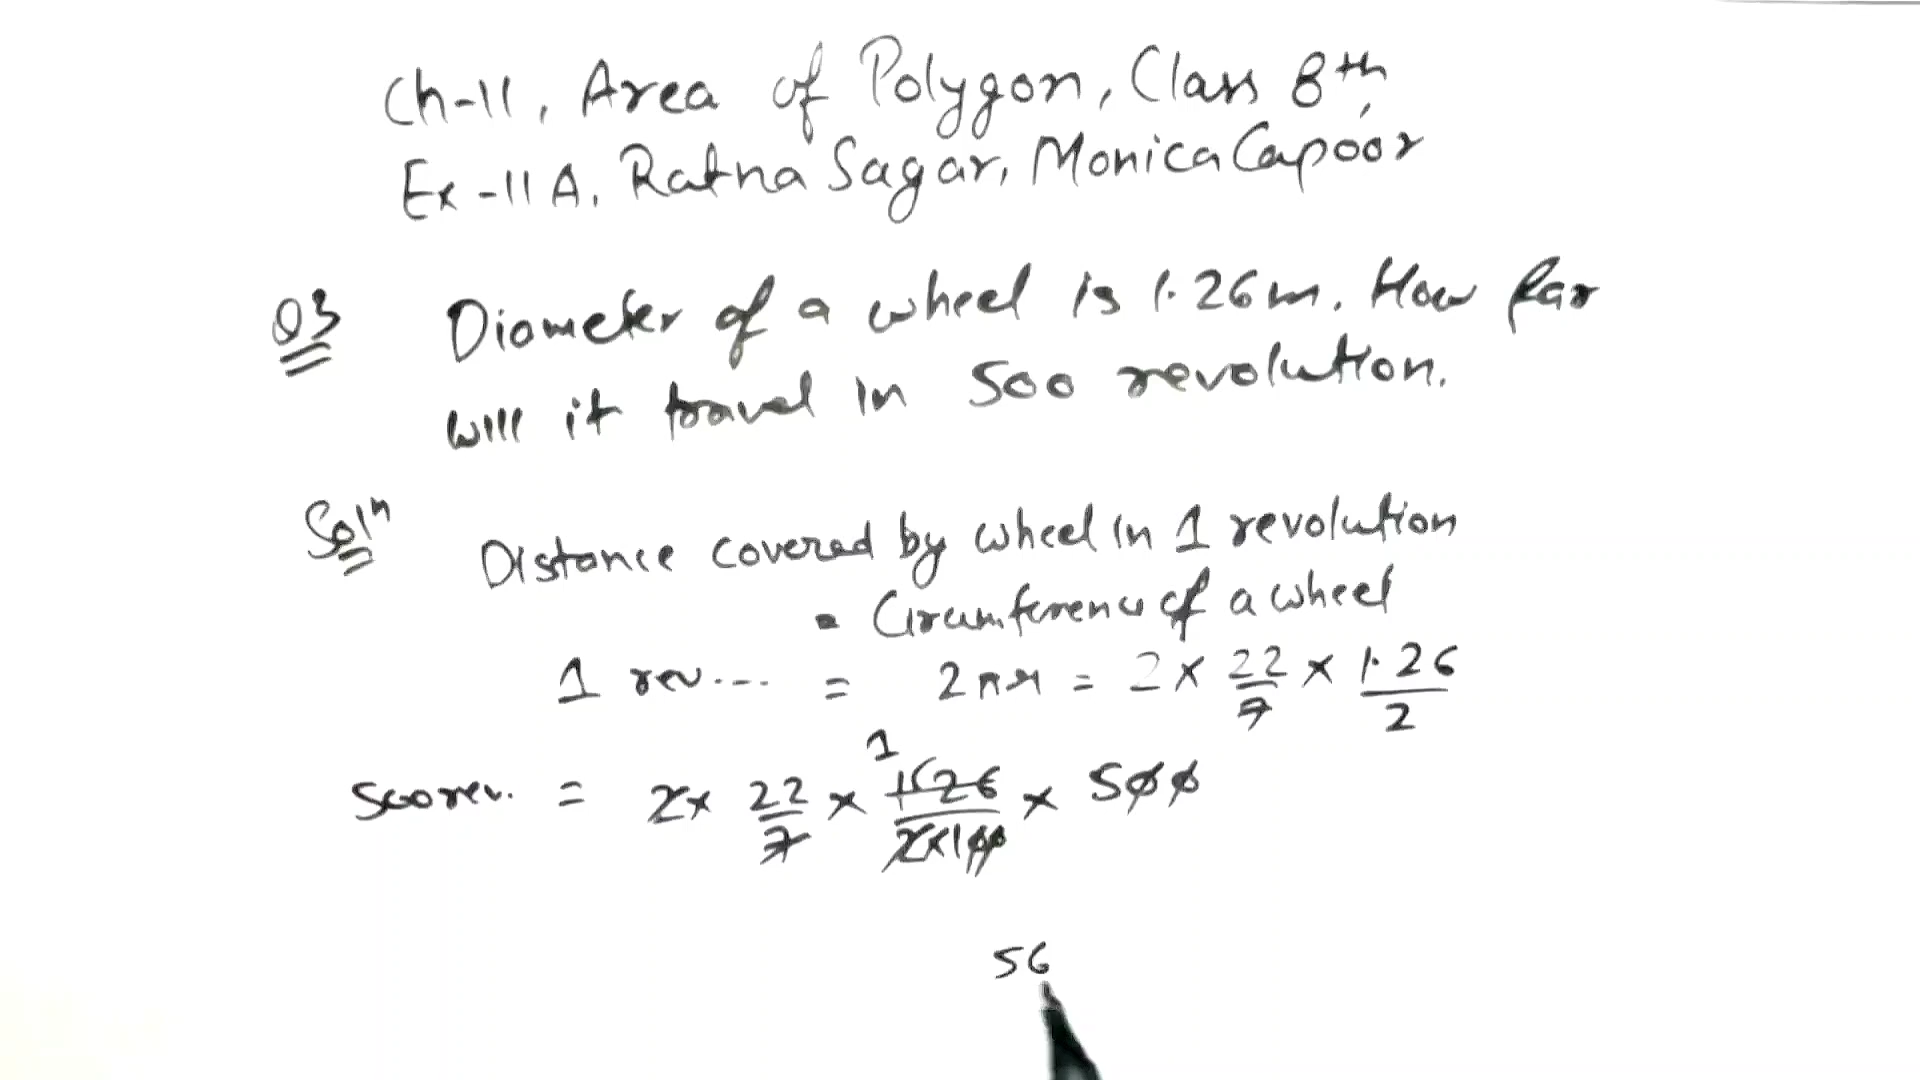 Ch-11, Area of Polygon, Class 8th,
Ex-11A, Ratna Sagar, Monica Capoor
Q3 Diameter of a wheel is 1.26m. How far
will it travel in 500 revolution.
Soln Distance covered by wheel in 1 revolution
= Circumference of a wheel
1 rev.... = 2πr = 2 × 22/7 × 1.26/2
500 rev. = 2 × 22/7 × 126/2×100 × 500
1
56